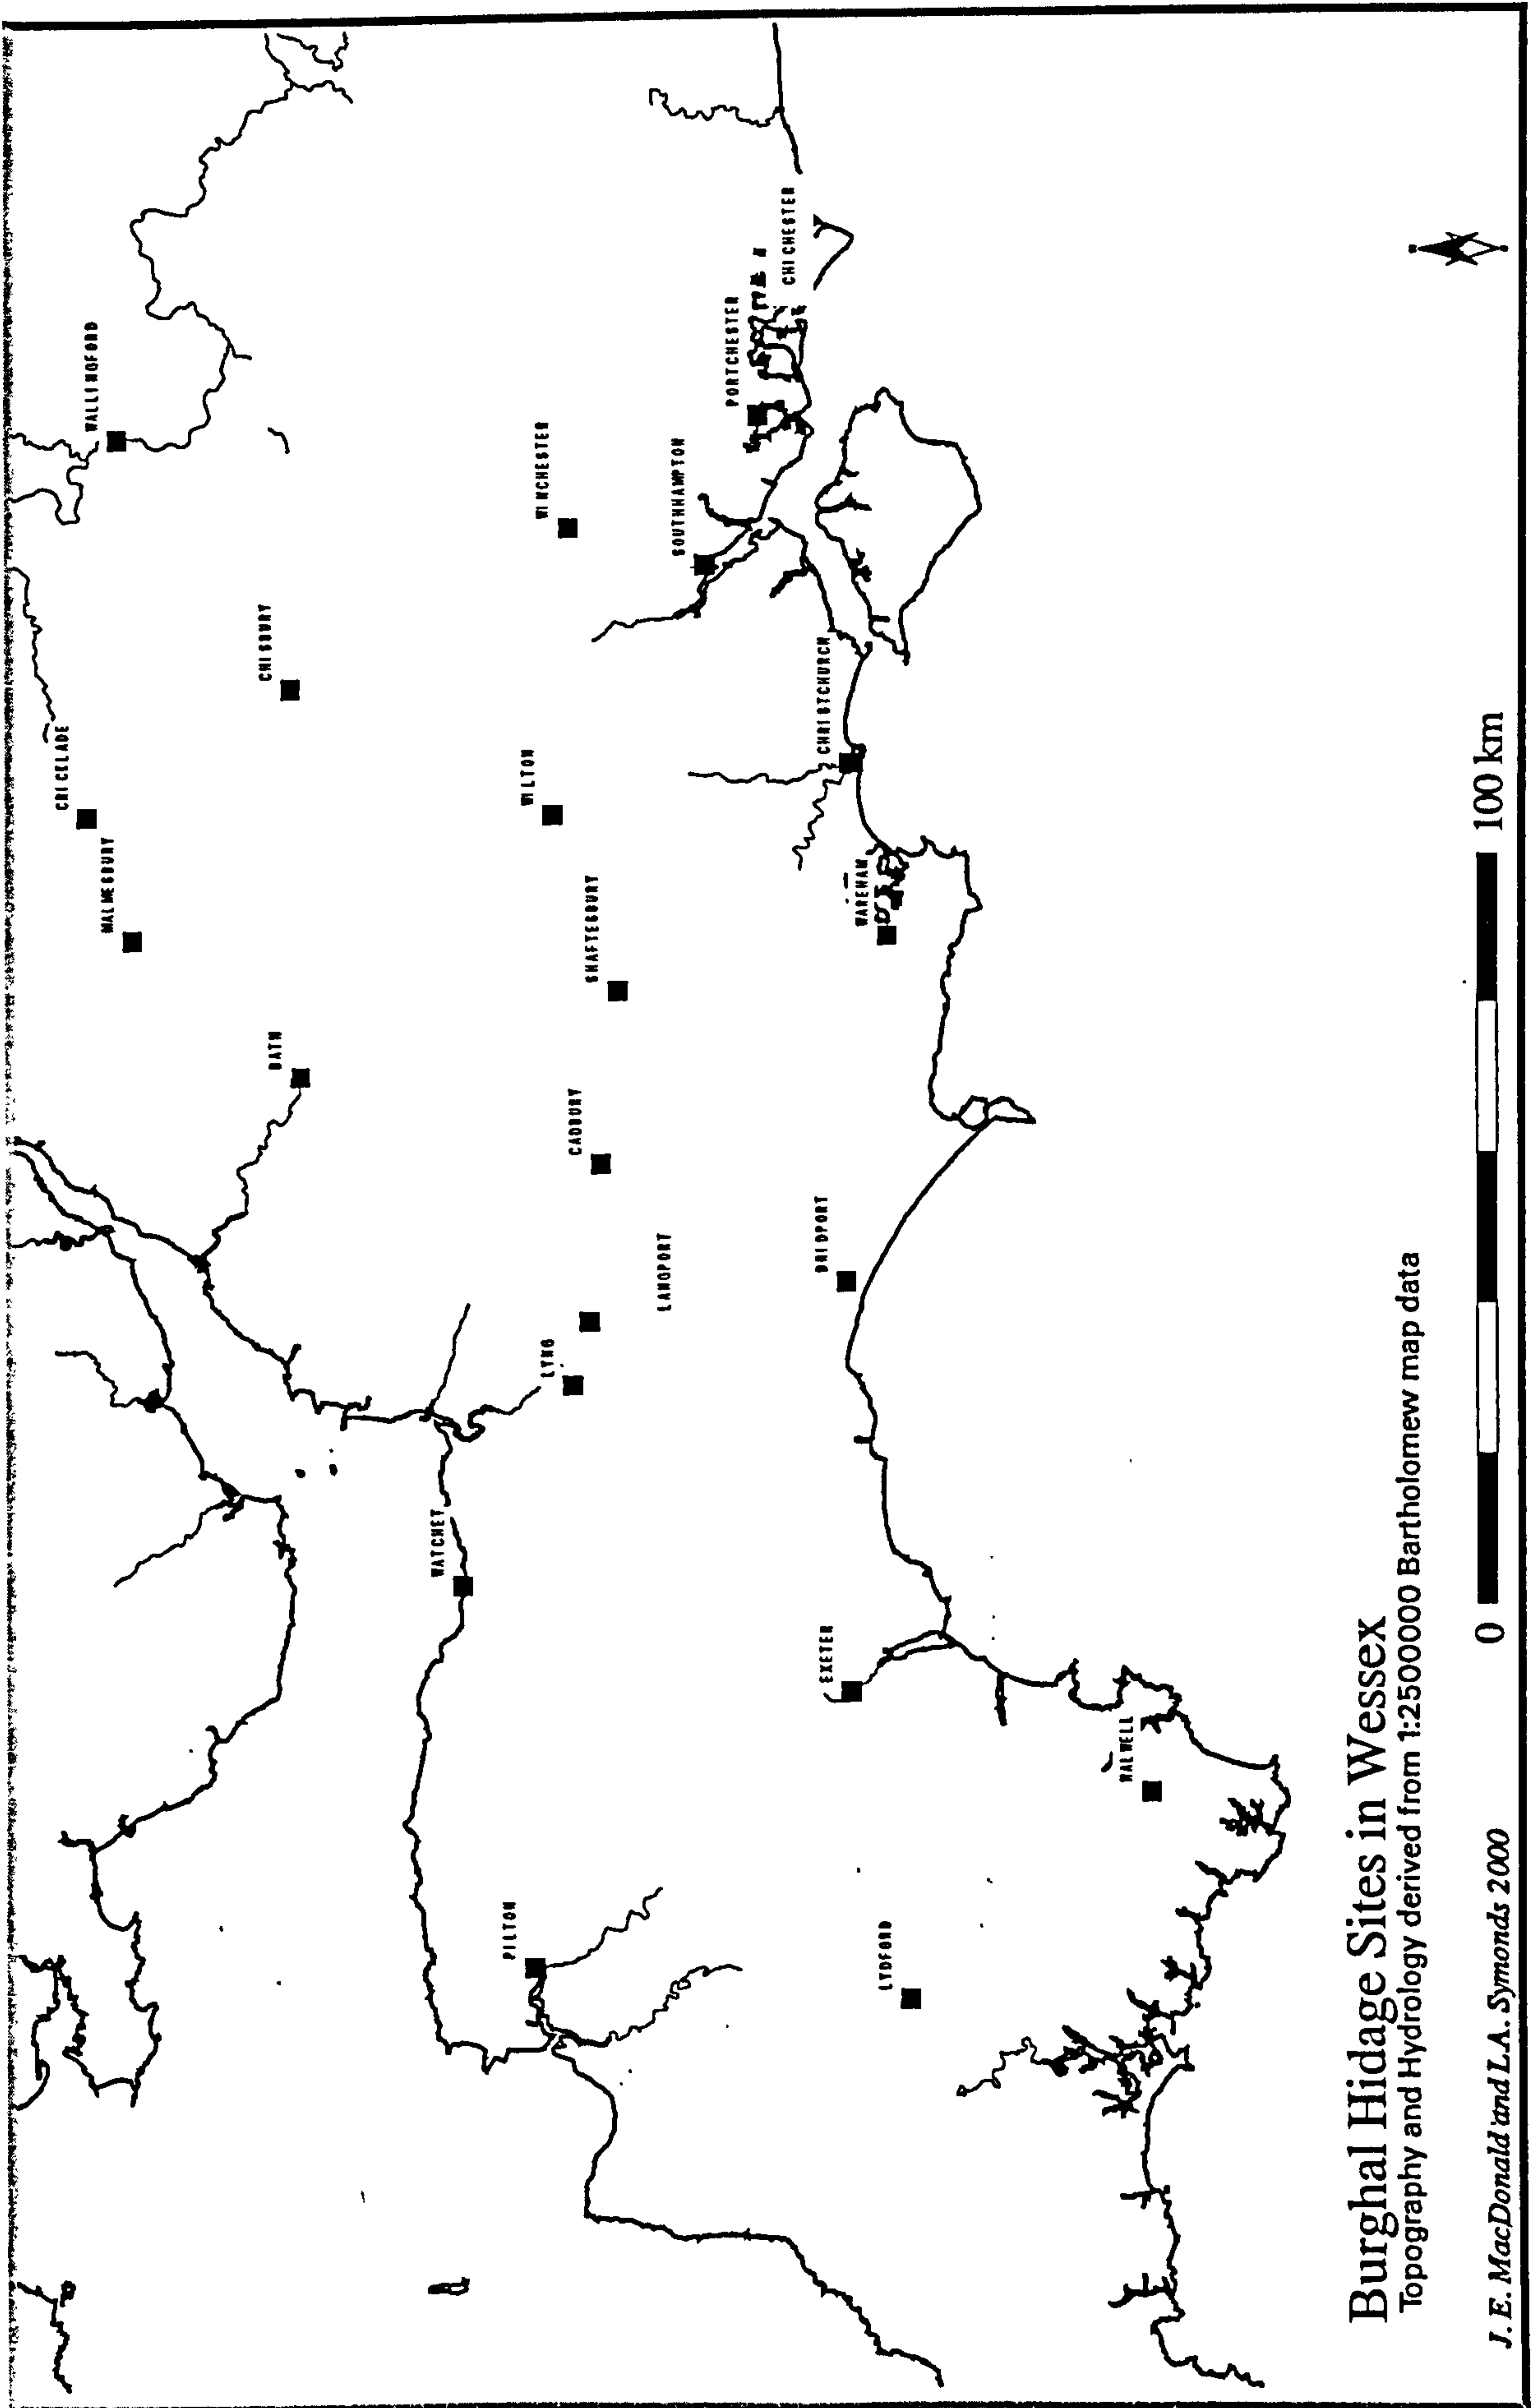 CRICELADE
WALLINGFORD
MALMESBURY
BATH
CHISBURY
WATCHET
PILTON
LYNG
CADBURY
WILTON
WINCHESTER
LANGPORT
SHAFTESBURY
SOUTHHAMPTON
PORTCHESTER
CHICHESTER
EXETER
BRIDPORT
CHRISTCHURCH
WAREHAM
LYDFORD
HALWELL
Burghal Hidage Sites in Wessex
Topography and Hydrology derived from 1:2500000 Bartholomew map data
J. E. MacDonald and L.A. Symonds 2000
0 100 km